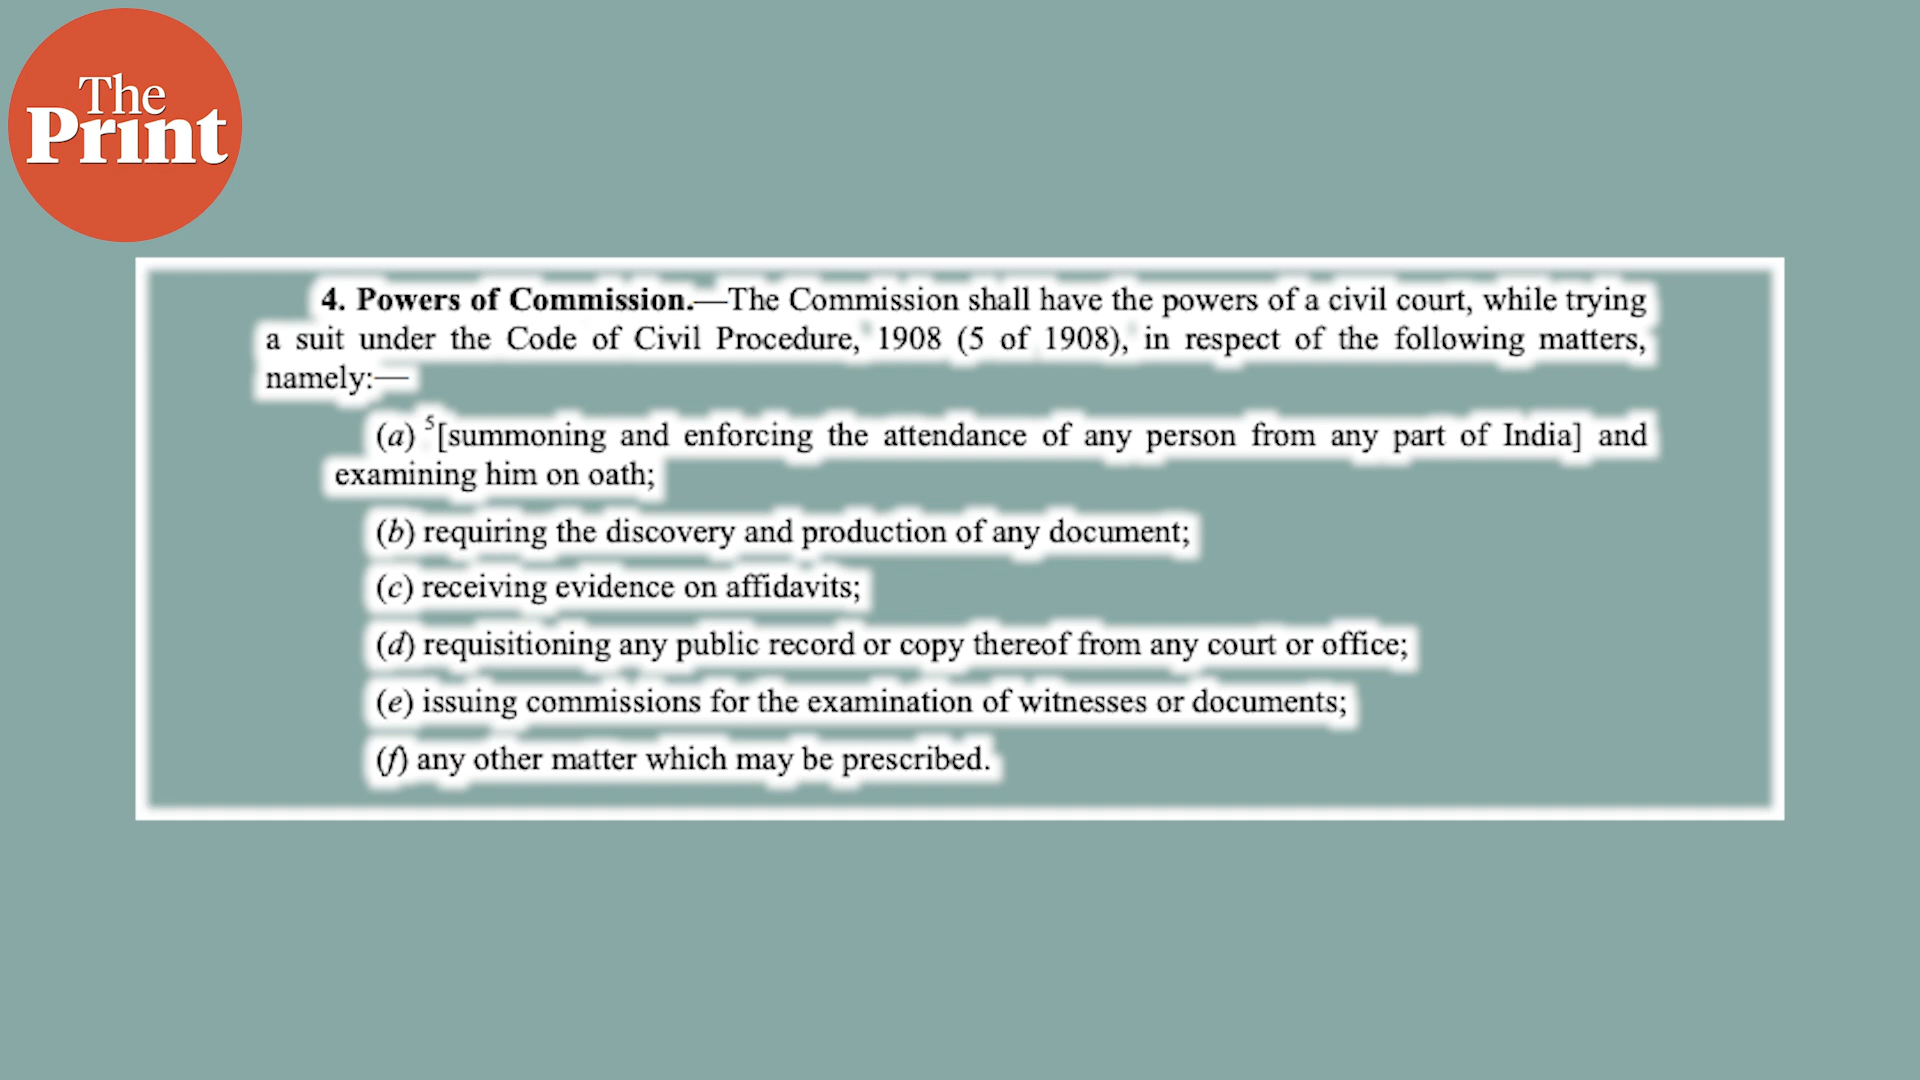 The
Print
4. Powers of Commission.—The Commission shall have the powers of a civil court, while trying
a suit under the Code of Civil Procedure, 1908 (5 of 1908), in respect of the following matters,
namely:—
(a) ⁵[summoning and enforcing the attendance of any person from any part of India] and
examining him on oath;
(b) requiring the discovery and production of any document;
(c) receiving evidence on affidavits;
(d) requisitioning any public record or copy thereof from any court or office;
(e) issuing commissions for the examination of witnesses or documents;
(f) any other matter which may be prescribed.